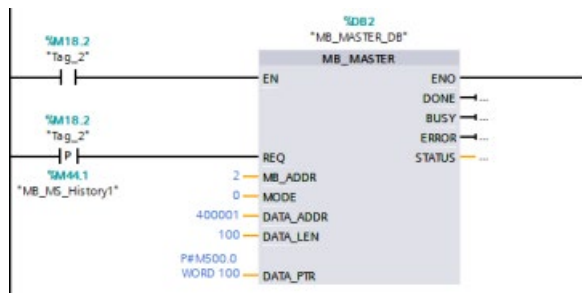 %DB2
"MB_MASTER_DB"
%M18.2
"Tag_2"
MB_MASTER
EN
ENO
DONE
...
BUSY
...
ERROR
...
STATUS
...
%M18.2
"Tag_2"
P
REQ
%M44.1
"MB_MS_History1"
2
MB_ADDR
0
MODE
400001
DATA_ADDR
100
DATA_LEN
P#M500.0
WORD 100
DATA_PTR